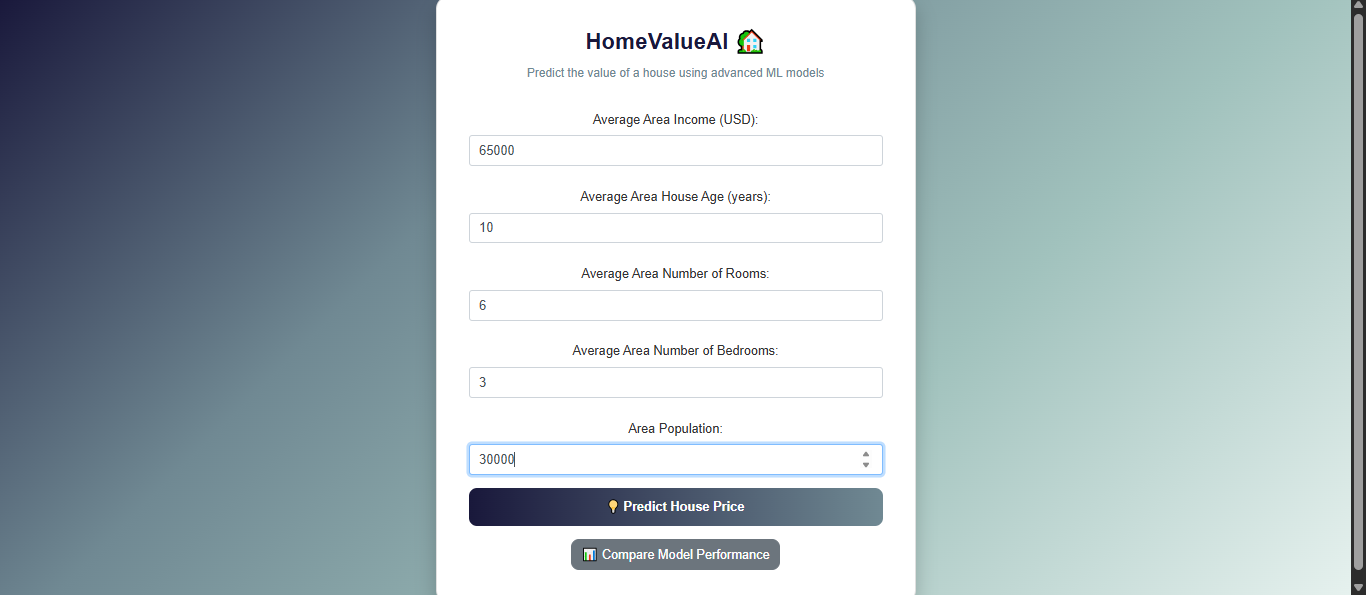 HomeValueAI 🏡
Predict the value of a house using advanced ML models
Average Area Income (USD):
65000
Average Area House Age (years):
10
Average Area Number of Rooms:
6
Average Area Number of Bedrooms:
3
Area Population:
30000
💡 Predict House Price
📊 Compare Model Performance